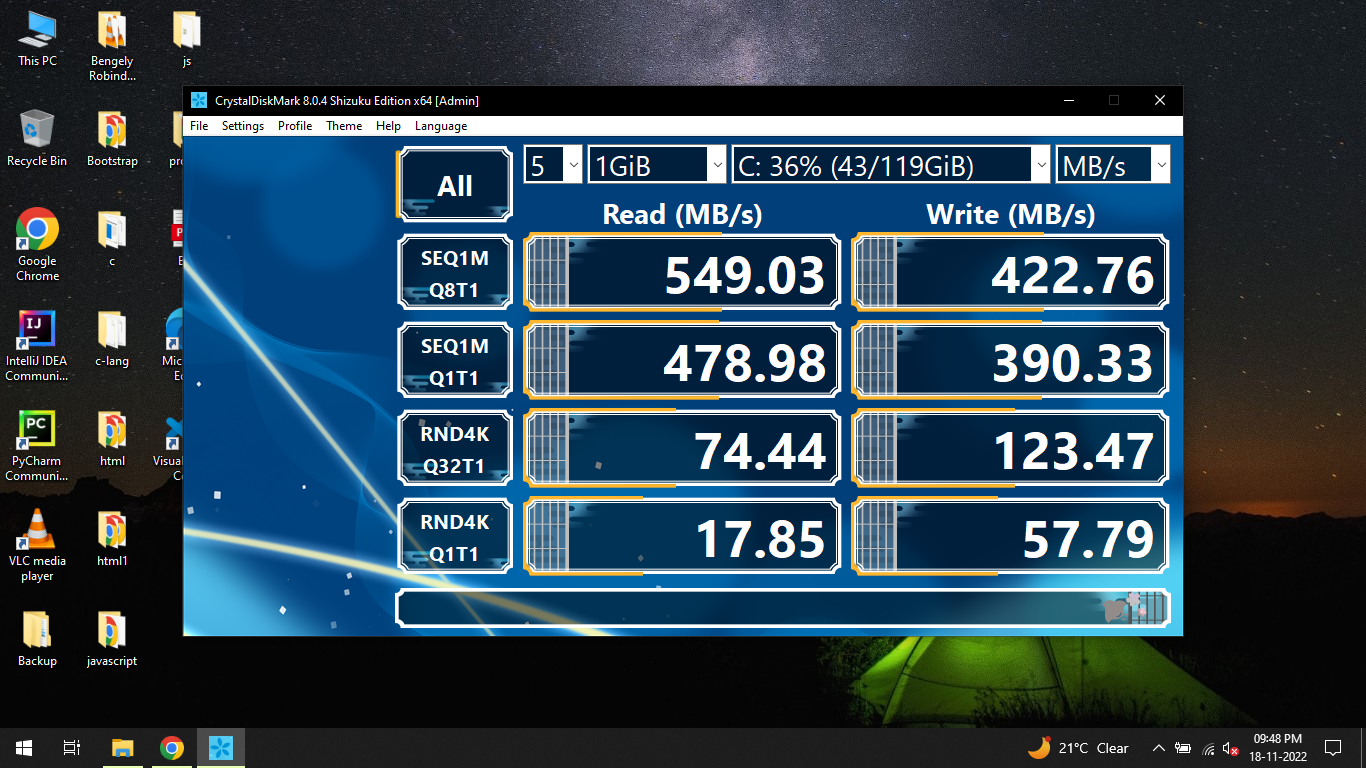 This PC
Bengely
Robind...
js
Recycle Bin
Bootstrap
pro
Google
Chrome
c
E
IntelliJ IDEA
Communi...
c-lang
Mic
Ed
PyCharm
Communi...
html
Visual
Co
VLC media
player
html1
Backup
javascript
CrystalDiskMark 8.0.4 Shizuku Edition x64 [Admin]
File Settings Profile Theme Help Language
All
5 1GiB C: 36% (43/119GiB) MB/s
Read (MB/s) Write (MB/s)
SEQ1M
Q8T1
549.03 422.76
SEQ1M
Q1T1
478.98 390.33
RND4K
Q32T1
74.44 123.47
RND4K
Q1T1
17.85 57.79
21°C Clear
09:48 PM
18-11-2022